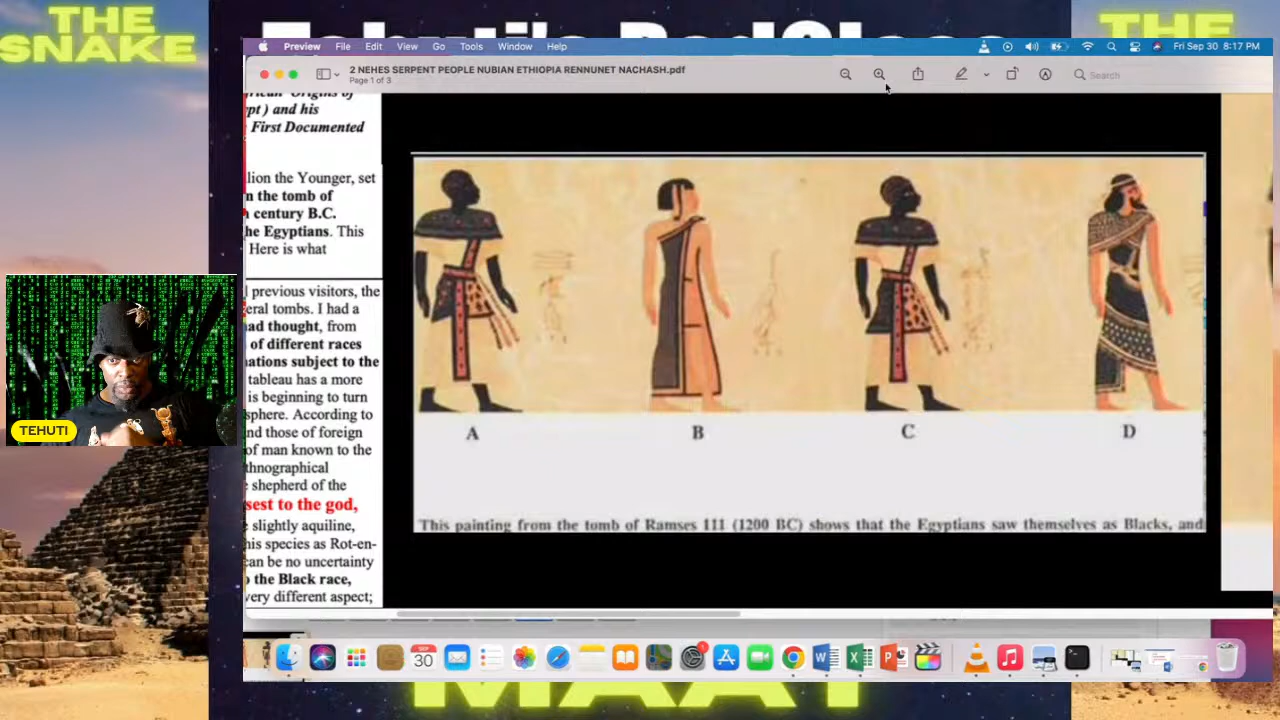 THE
SNAKE
THE
Preview File Edit View Go Tools Window Help
Fri Sep 30 8:17 PM
2 NEHES SERPENT PEOPLE NUBIAN ETHIOPIA RENNUNET NACHASH.pdf
Page 1 of 3
Search
Origins of
pt ) and his
First Documented
lion the Younger, set
n the tomb of
century B.C.
he Egyptians. This
Here is what
previous visitors, the
eral tombs. I had a
ad thought, from
of different races
ations subject to the
tableau has a more
is beginning to turn
sphere. According to
nd those of foreign
of man known to the
thnographical
shepherd of the
sest to the god,
slightly aquiline,
his species as Rot-en-
can be no uncertainty
the Black race,
very different aspect;
A B C D
This painting from the tomb of Ramses 111 (1200 BC) shows that the Egyptians saw themselves as Blacks, and
TEHUTI
SEP
30
MAAT